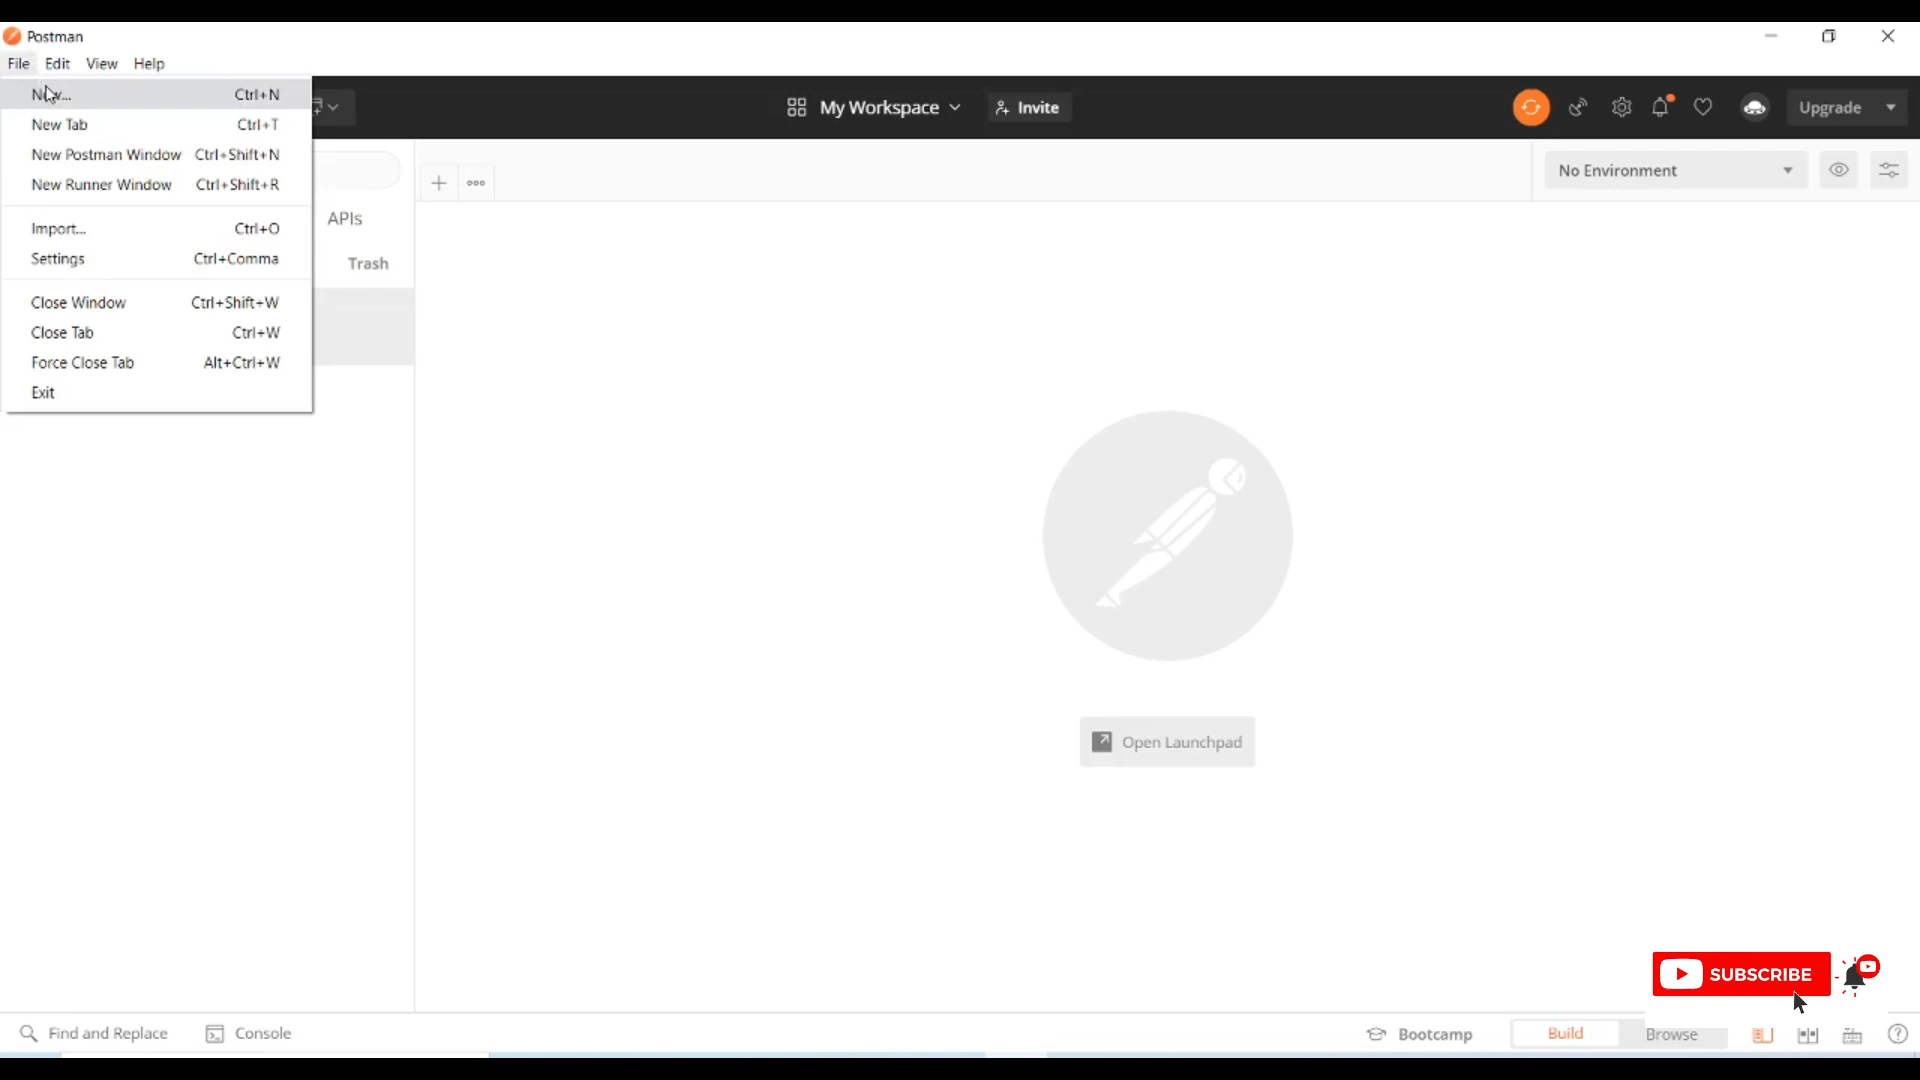 Postman
File Edit View Help
New... Ctrl+N
New Tab Ctrl+T
New Postman Window Ctrl+Shift+N
New Runner Window Ctrl+Shift+R
Import... Ctrl+O
Settings Ctrl+Comma
Close Window Ctrl+Shift+W
Close Tab Ctrl+W
Force Close Tab Alt+Ctrl+W
Exit
My Workspace
Invite
Upgrade
No Environment
APIs
Trash
Open Launchpad
SUBSCRIBE
Find and Replace
Console
Bootcamp
Build
Browse